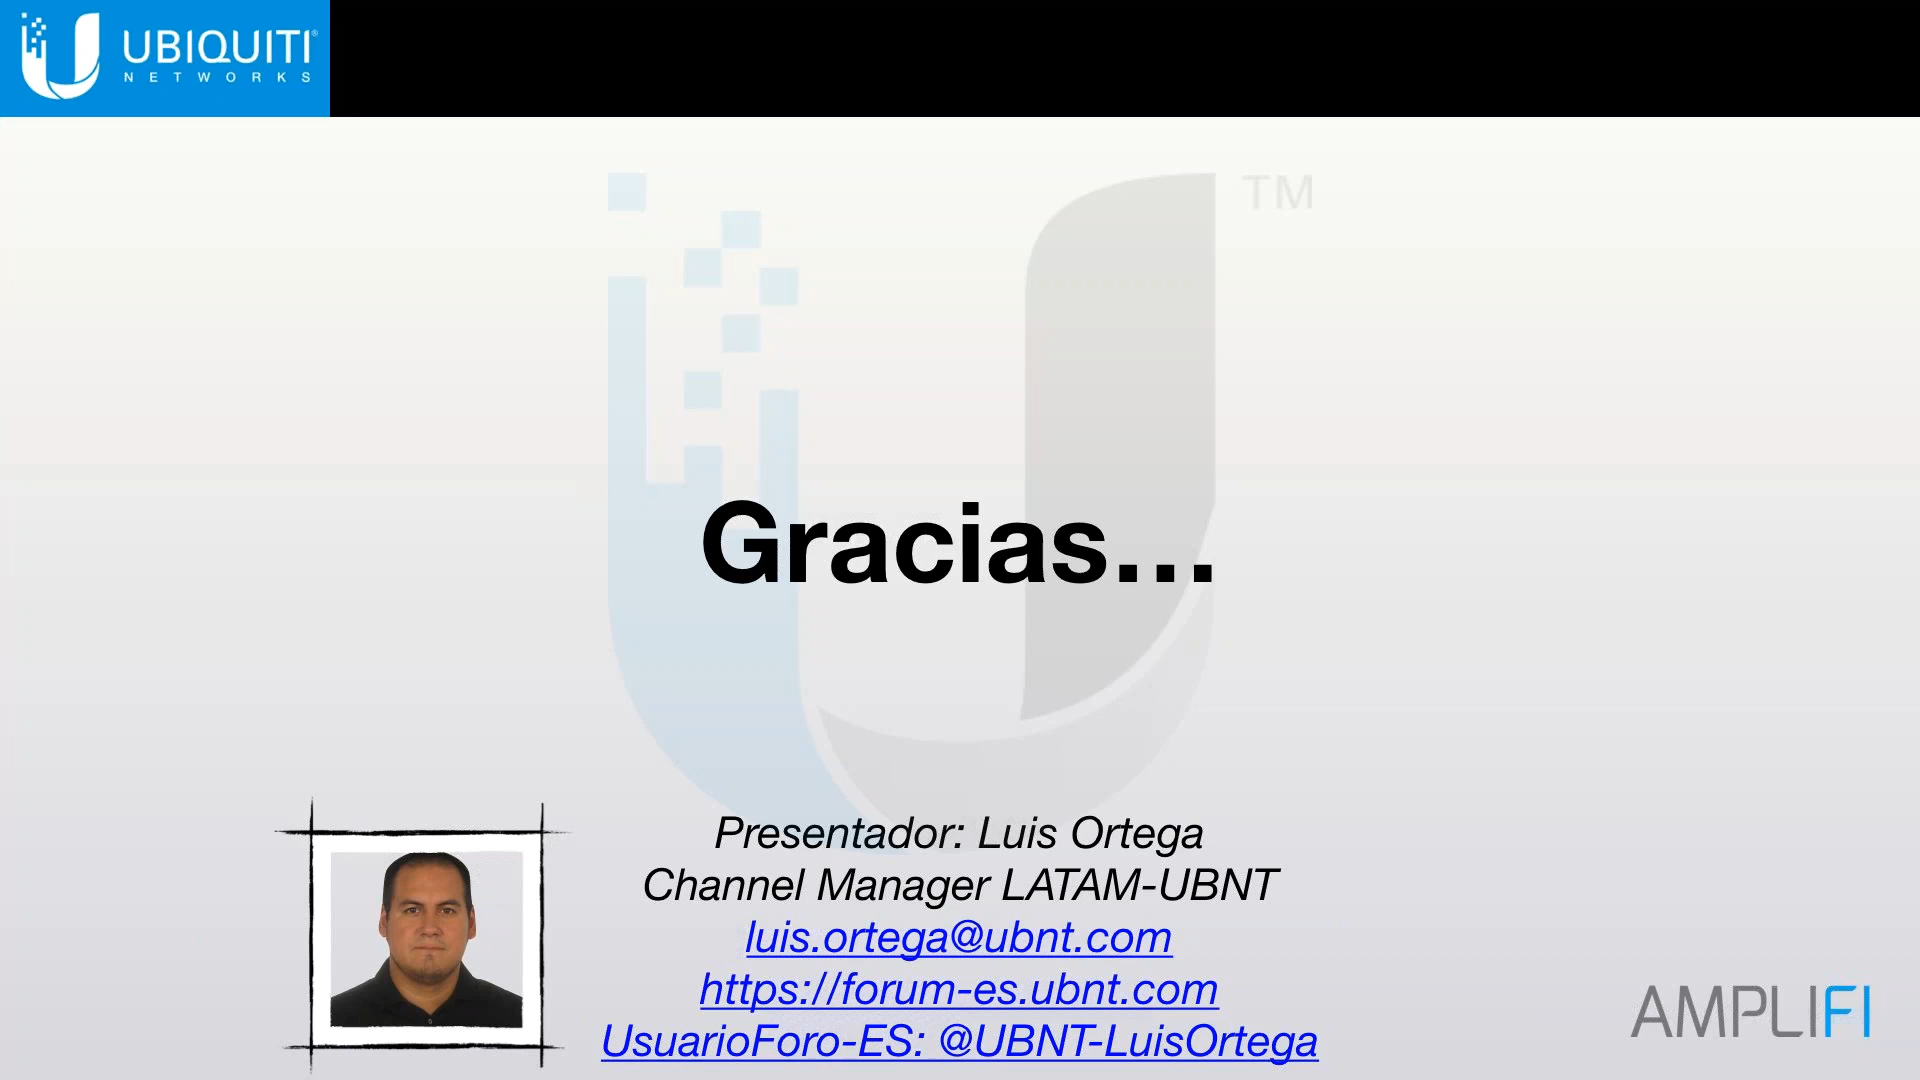 UBIQUITI®
NETWORKS
TM
Gracias...
Presentador: Luis Ortega
Channel Manager LATAM-UBNT
luis.ortega@ubnt.com
https://forum-es.ubnt.com
UsuarioForo-ES: @UBNT-LuisOrtega
AMPLIFI